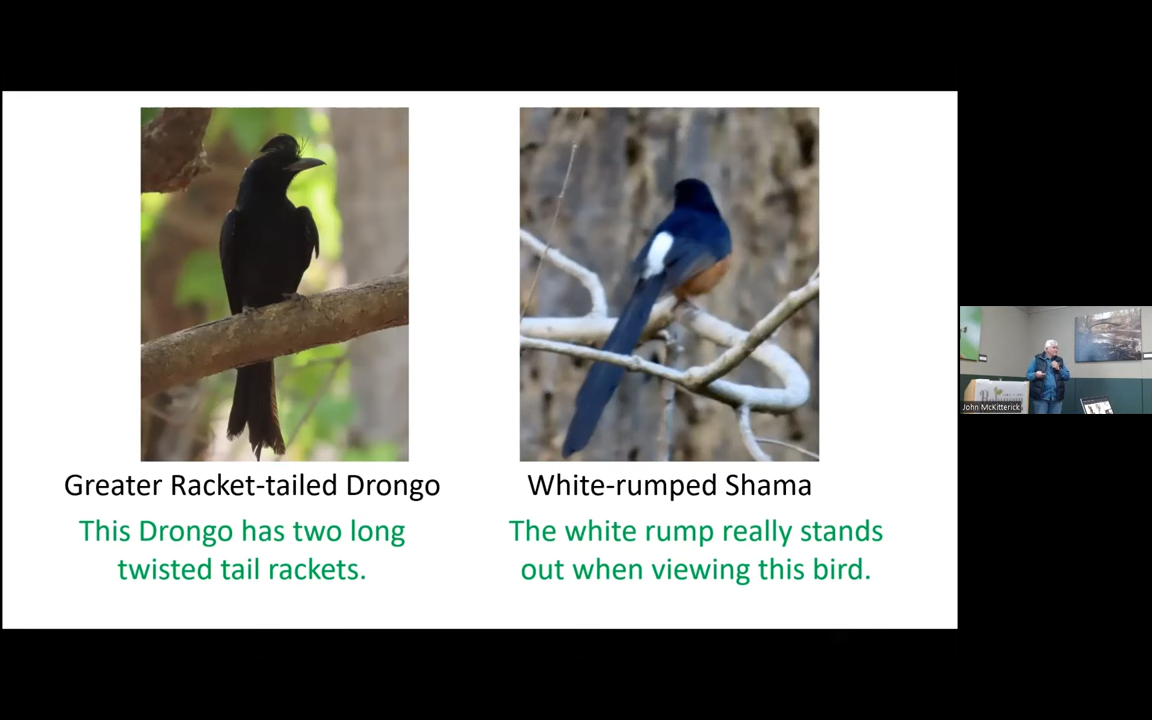 Greater Racket-tailed Drongo
This Drongo has two long
twisted tail rackets.
White-rumped Shama
The white rump really stands
out when viewing this bird.
John McKitterick